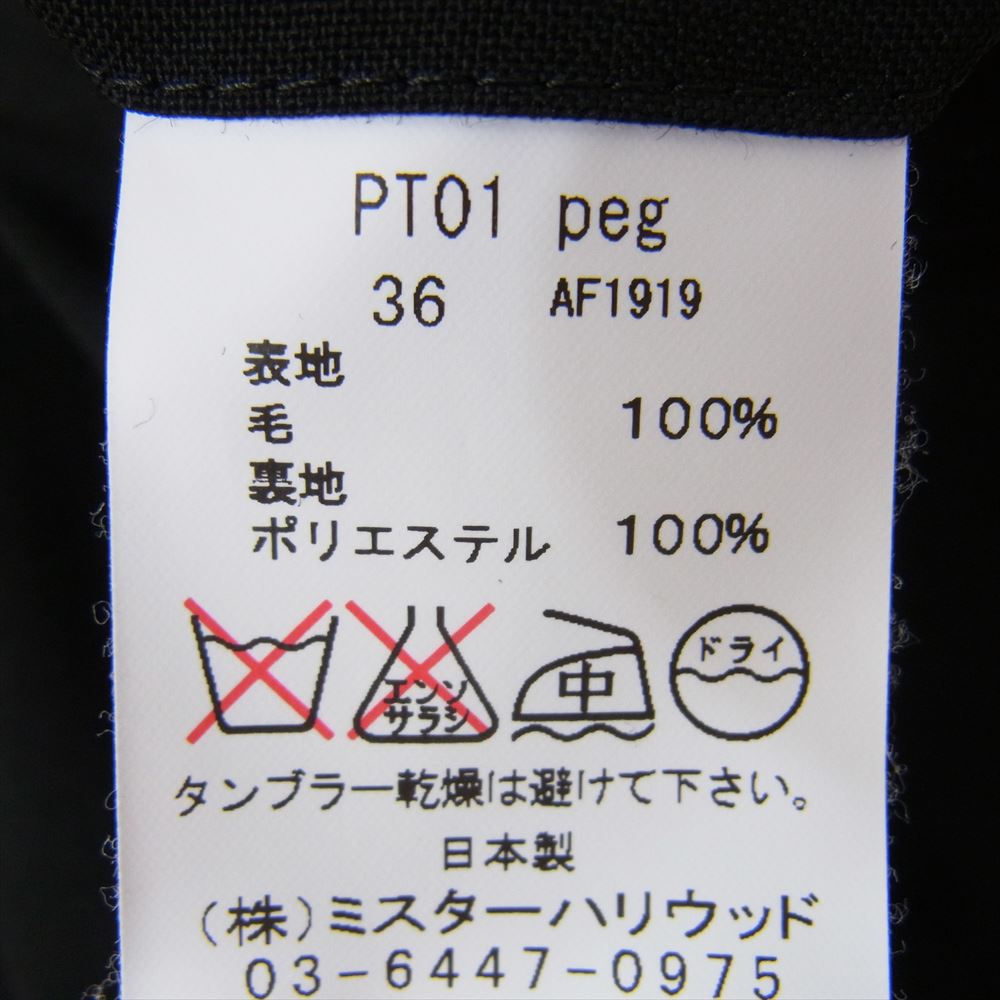 PT01 peg
36 AF1919
表地
毛 100%
裏地
ポリエステル 100%
エンソ
サラシ
中
ドライ
タンブラー乾燥は避けて下さい。
日本製
(株)ミスターハリウッド
03-6447-0975